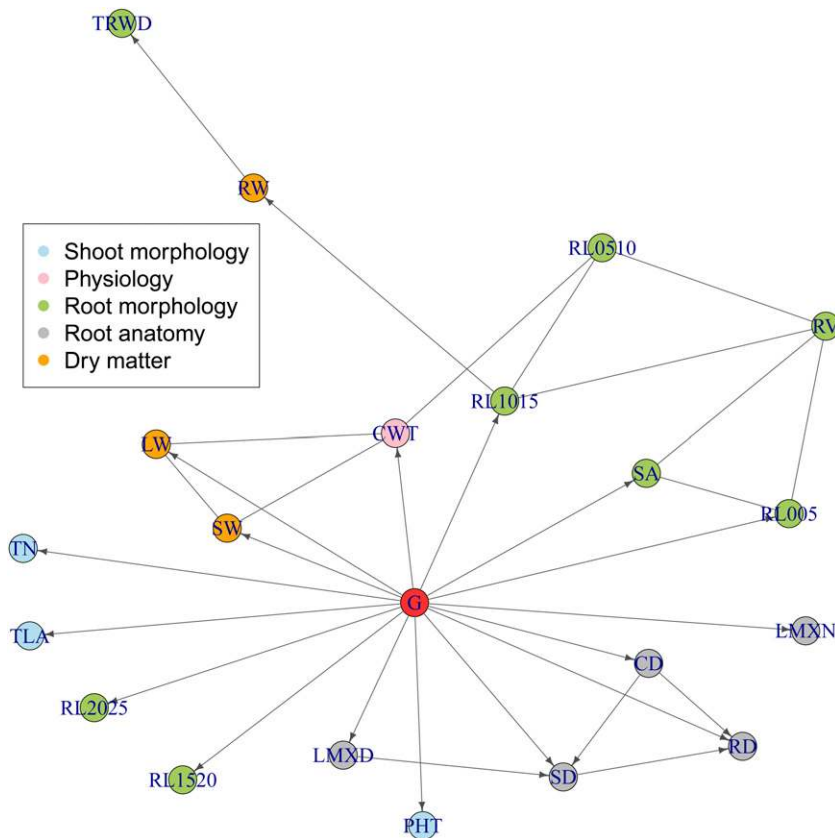 TRWD
RW
Shoot morphology
Physiology
Root morphology
Root anatomy
Dry matter
RL0510
RV
RL1015
CWT
LW
SA
RL005
SW
TN
G
TLA
LMXN
CD
RL2025
RD
LMXD
SD
RL1520
PHT